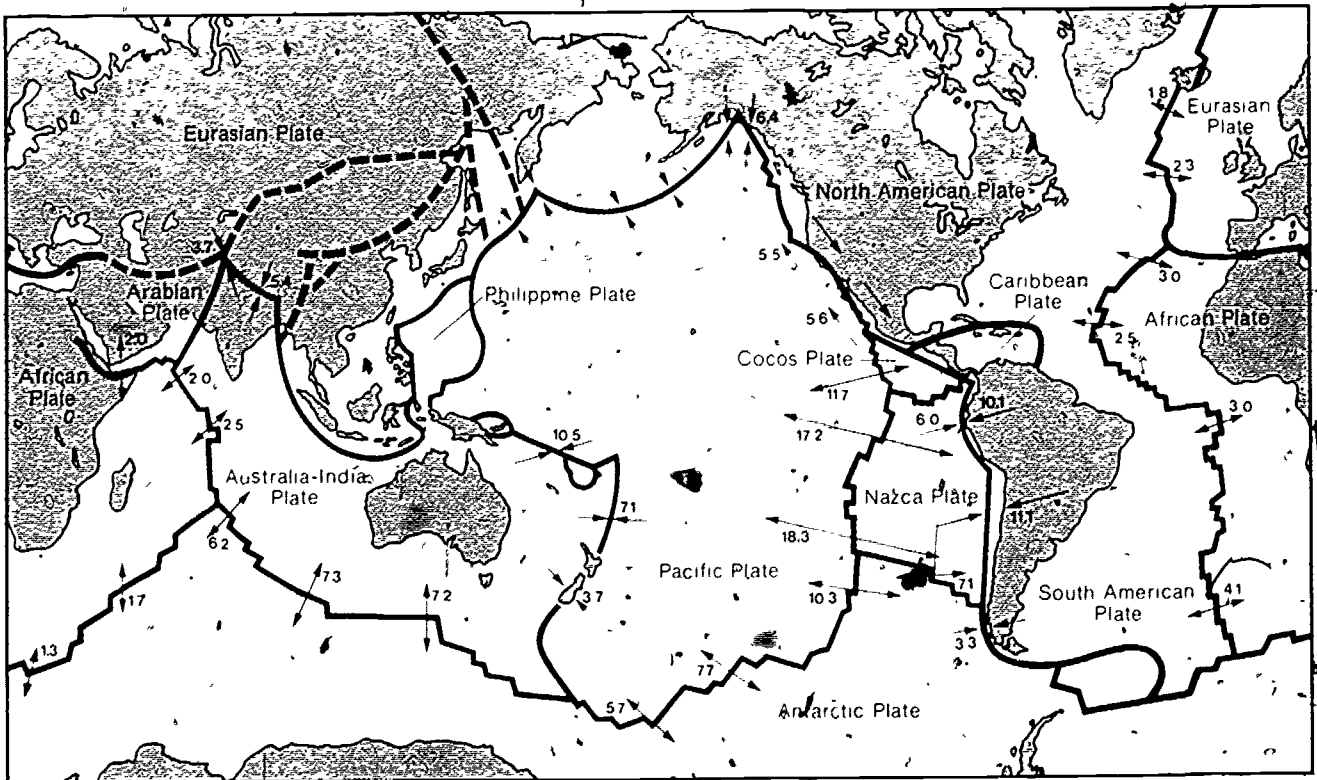 Eurasian Plate
1.8
Eurasian
Plate
6.4
2.3
North American Plate
3.7
5.5
3.0
5.4
Arabian
Plate
Philippine Plate
Caribbean
Plate
2.0
5.6
African Plate
2.5
Cocos Plate
African
Plate
2.0
11.7
10.1
6.0
3.0
2.5
17.2
10.5
Australia-India
Plate
Nazca Plate
7.1
11.1
6.2
18.3
7.3
Pacific Plate
1.7
7.2
3.7
10.3
7.1
South American
Plate
4.1
1.3
3.3
7.7
5.7
Antarctic Plate